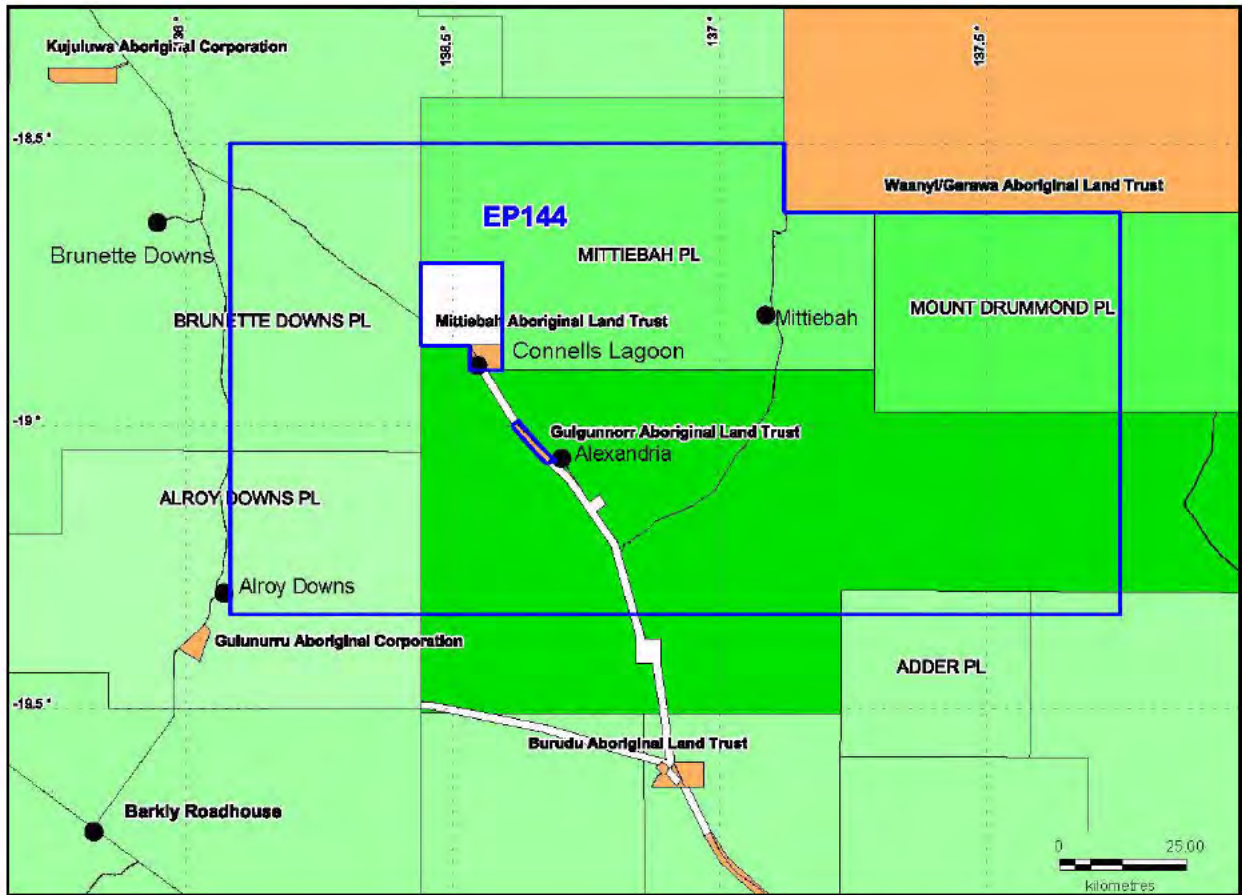 Kujuluwa Aboriginal Corporation
136°
136.5°
137°
137.5°
-18.5°
Waanyi/Garawa Aboriginal Land Trust
EP144
Brunette Downs
MITTIEBAH PL
MOUNT DRUMMOND PL
BRUNETTE DOWNS PL
Mittiebah Aboriginal Land Trust
Mittiebah
Connells Lagoon
-19°
Gulgunnorr Aboriginal Land Trust
Alexandria
ALROY DOWNS PL
Alroy Downs
Gulunurru Aboriginal Corporation
ADDER PL
-19.5°
Burudu Aboriginal Land Trust
Barkly Roadhouse
0 25.00
kilometres